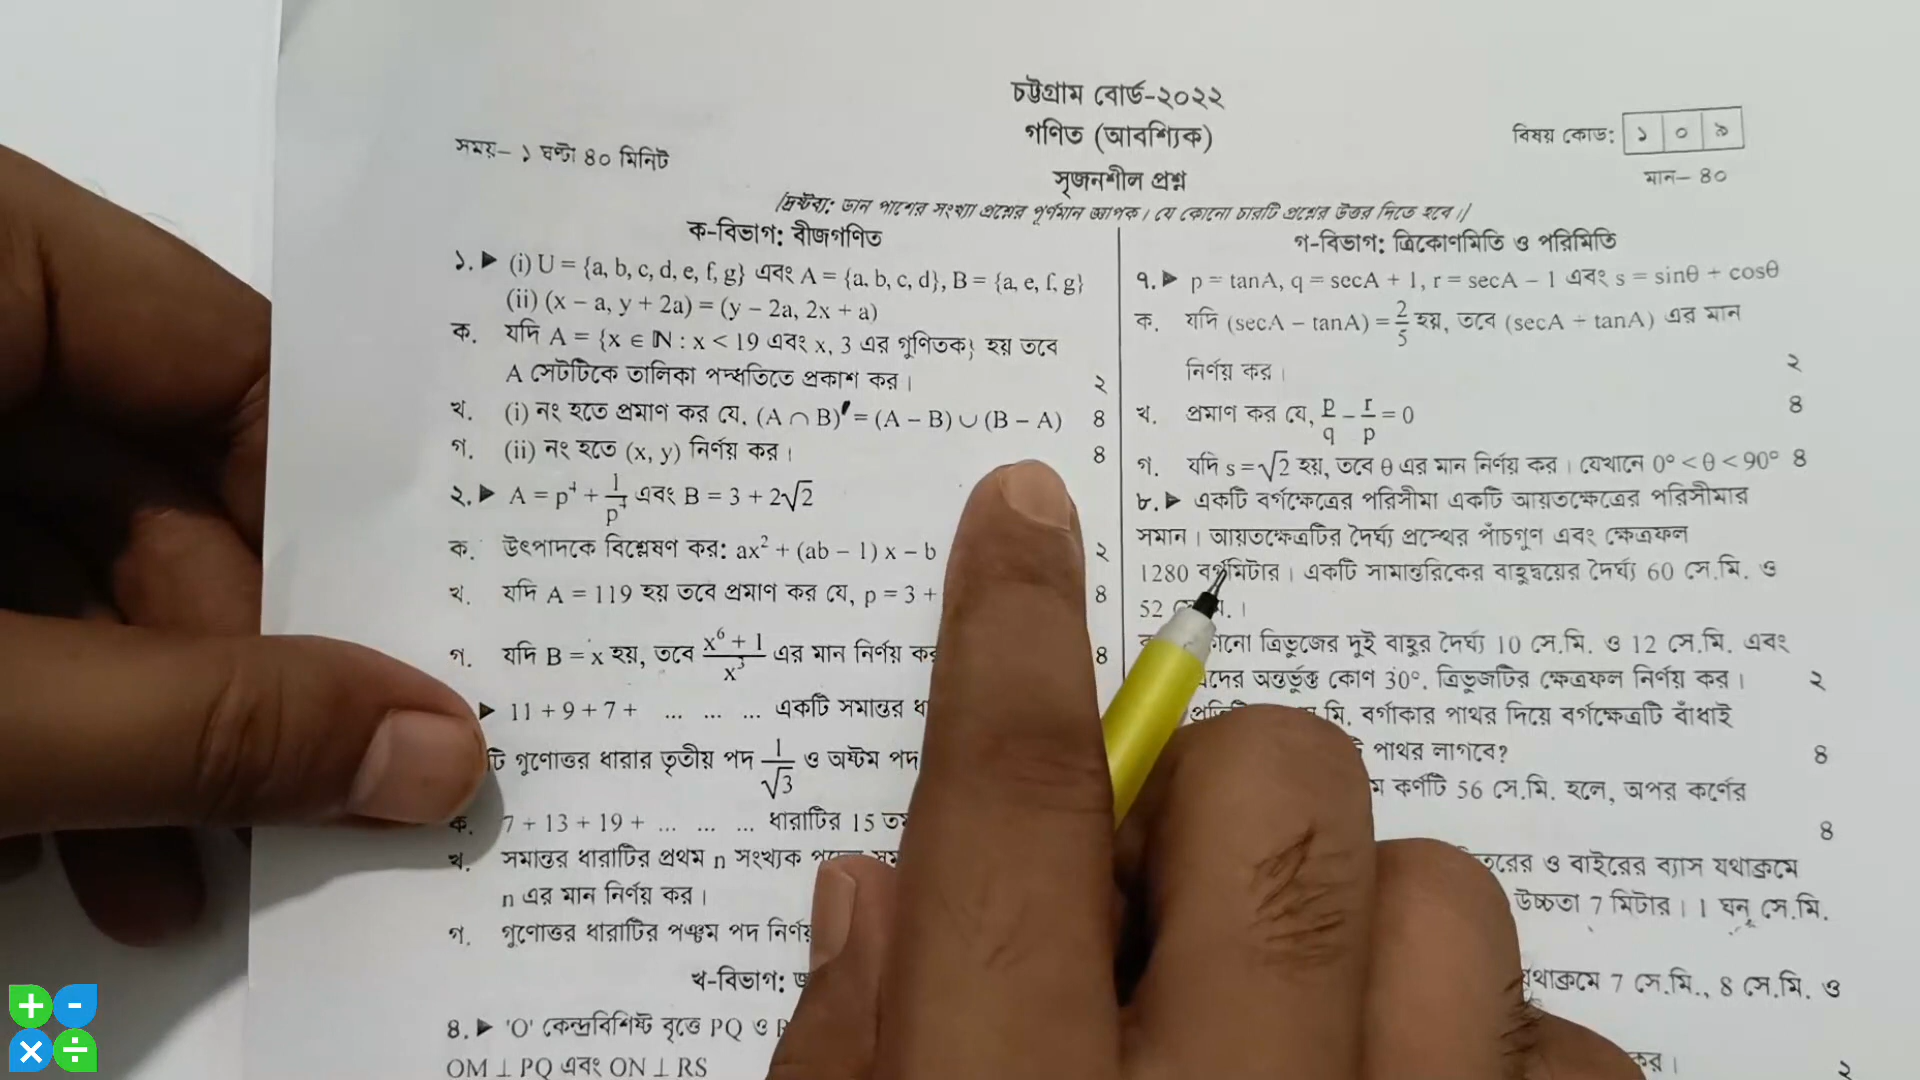 চট্টগ্রাম বোর্ড-২০২২
গণিত (আবশ্যিক)
বিষয় কোড: ১ ০ ৯
সময়– ১ ঘণ্টা ৪০ মিনিট
সৃজনশীল প্রশ্ন
মান– ৪০
[দ্রষ্টব্য: ডান পাশের সংখ্যা প্রশ্নের পূর্ণমান জ্ঞাপক। যে কোনো চারটি প্রশ্নের উত্তর দিতে হবে।]
ক-বিভাগ: বীজগণিত
১.▶ (i) U = {a, b, c, d, e, f, g} এবং A = {a, b, c, d}, B = {a, e, f, g}
(ii) (x – a, y + 2a) = (y – 2a, 2x + a)
ক. যদি A = {x ∈ ℕ : x < 19 এবং x, 3 এর গুণিতক} হয় তবে
A সেটটিকে তালিকা পদ্ধতিতে প্রকাশ কর। ২
খ. (i) নং হতে প্রমাণ কর যে, (A ∩ B)′ = (A – B) ∪ (B – A) ৪
গ. (ii) নং হতে (x, y) নির্ণয় কর। ৪
২.▶ A = p⁴ + 1/p⁴ এবং B = 3 + 2√2
ক. উৎপাদকে বিশ্লেষণ কর: ax² + (ab – 1) x – b ২
খ. যদি A = 119 হয় তবে প্রমাণ কর যে, p = 3 + ৪
গ. যদি B = x হয়, তবে (x⁶ + 1)/x³ এর মান নির্ণয় ৪
▶ 11 + 9 + 7 + ... ... ... একটি সমান্তর
গুণোত্তর ধারার তৃতীয় পদ 1/√3 ও অষ্টম পদ
ক. 7 + 13 + 19 + ... ... ... ধারাটির 15
খ. সমান্তর ধারাটির প্রথম n সংখ্যক
n এর মান নির্ণয় কর।
গ. গুণোত্তর ধারাটির পঞ্চম পদ
খ-বিভাগ:
৪.▶ 'O' কেন্দ্রবিশিষ্ট বৃত্তে PQ ও
OM ⊥ PQ এবং ON ⊥ RS
গ-বিভাগ: ত্রিকোণমিতি ও পরিমিতি
৭.▶ p = tanA, q = secA + 1, r = secA – 1 এবং s = sinθ + cosθ
ক. যদি (secA – tanA) = 2/5 হয়, তবে (secA + tanA) এর মান
নির্ণয় কর। ২
খ. প্রমাণ কর যে, p/q – r/p = 0 ৪
গ. যদি s = √2 হয়, তবে θ এর মান নির্ণয় কর। যেখানে 0° < θ < 90° ৪
৮.▶ একটি বর্গক্ষেত্রের পরিসীমা একটি আয়তক্ষেত্রের পরিসীমার
সমান। আয়তক্ষেত্রটির দৈর্ঘ্য প্রস্থের পাঁচগুণ এবং ক্ষেত্রফল
1280 বর্গমিটার। একটি সামান্তরিকের বাহুদ্বয়ের দৈর্ঘ্য 60 সে.মি. ও
52
ত্রিভুজের দুই বাহুর দৈর্ঘ্য 10 সে.মি. ও 12 সে.মি. এবং
অন্তর্ভুক্ত কোণ 30°. ত্রিভুজটির ক্ষেত্রফল নির্ণয় কর। ২
মি. বর্গাকার পাথর দিয়ে বর্গক্ষেত্রটি বাঁধাই
পাথর লাগবে? ৪
কর্ণটি 56 সে.মি. হলে, অপর কর্ণের
৪
ও বাইরের ব্যাস যথাক্রমে
উচ্চতা 7 মিটার। 1 ঘন সে.মি.
যথাক্রমে 7 সে.মি., 8 সে.মি. ও
কর। ২